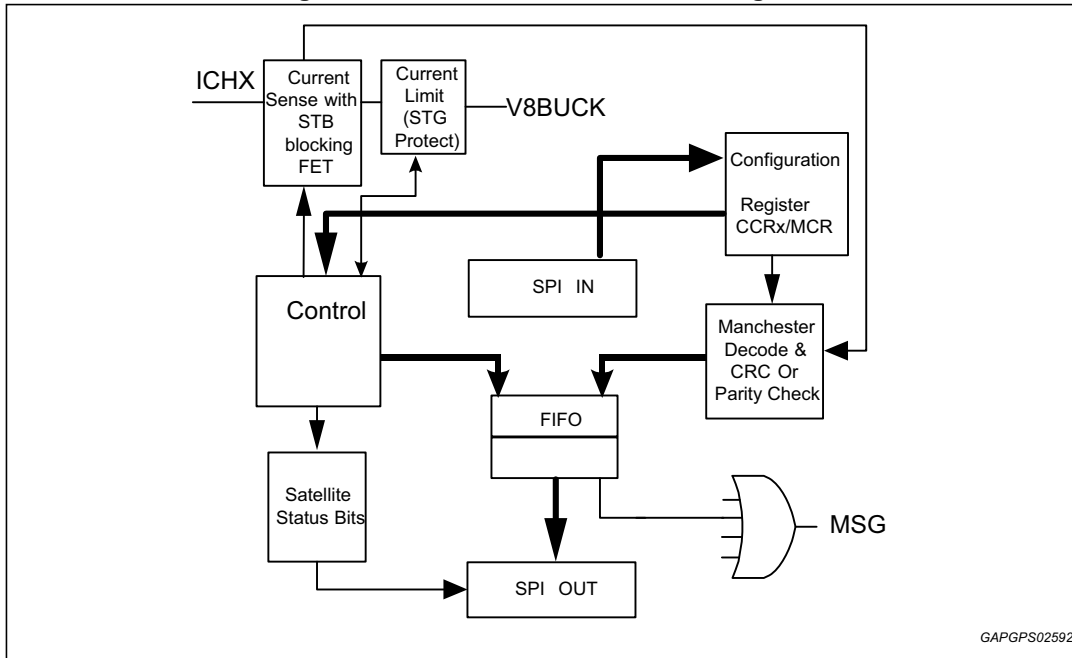 ICHX
Current
Sense with
STB
blocking
FET
Current
Limit
(STG
Protect)
V8BUCK
Configuration
Register
CCRx/MCR
SPI IN
Control
Manchester
Decode &
CRC Or
Parity Check
FIFO
Satellite
Status Bits
MSG
SPI OUT
GAPGPS02592